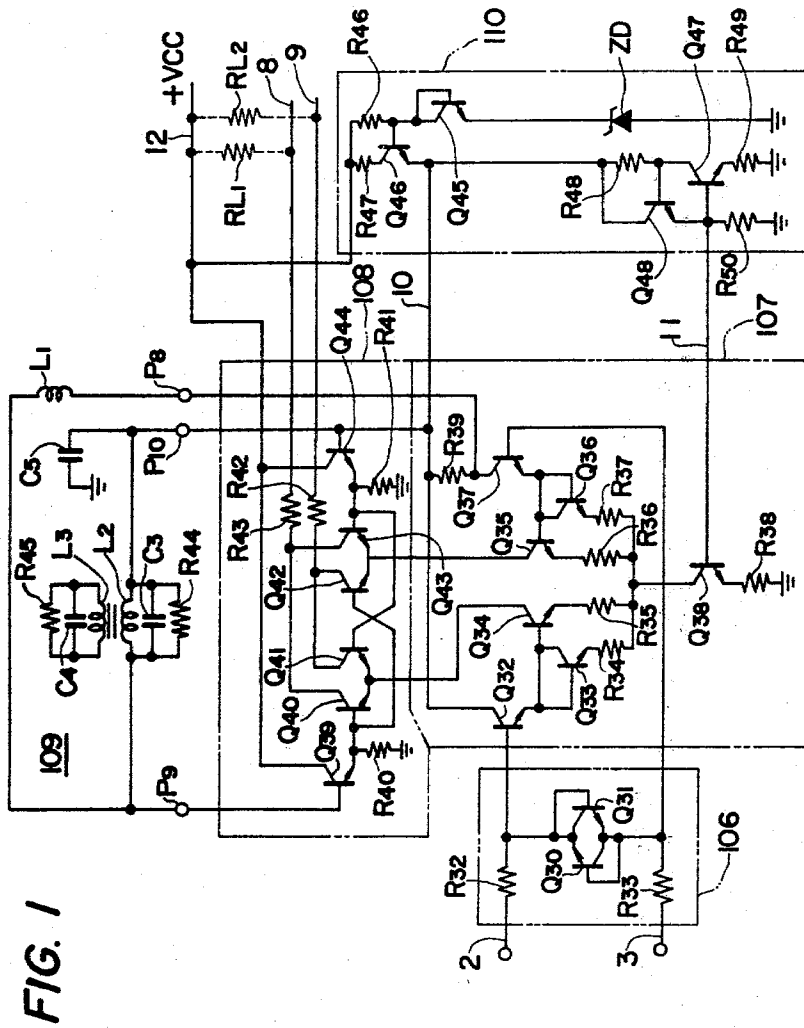 FIG. 1
109
R45
C4
L3
L2
C3
R44
C5
L1
P9
P10
P8
12
+VCC
RL1
RL2
8
9
108
R43
R42
Q44
R41
Q42
Q43
Q41
Q40
Q39
R40
10
110
R47
R46
Q46
Q45
ZD
R48
Q48
Q47
R50
R49
11
107
R39
Q37
Q35
Q36
R37
R36
Q34
R35
Q32
Q33
R34
Q38
R38
2
R32
Q30
Q31
R33
3
106